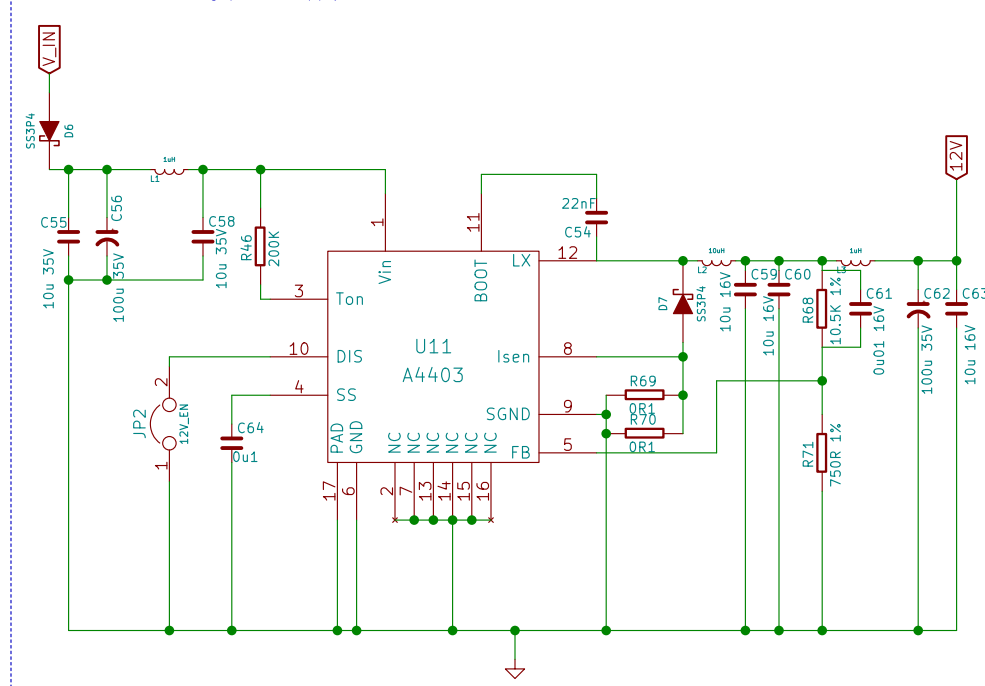 V_IN
SS3P4
D6
1uH
L1
C55
10u 35V
C56
100u 35V
C58
10u 35V
R46
200K
1
Vin
11
BOOT
22nF
C54
LX
12
3
Ton
10
DIS
4
SS
U11
A4403
Isen
8
SGND
9
FB
5
PAD
GND
NC
NC
NC
NC
NC
NC
17
6
2
7
13
14
15
16
JP2
2
1
12V_EN
C64
0u1
D7
SS3P4
R69
0R1
R70
0R1
10uH
L2
C59
10u 16V
C60
10u 16V
R68
10.5K 1%
1uH
C61
0u01 16V
R71
750R 1%
C62
100u 35V
C63
10u 16V
12V